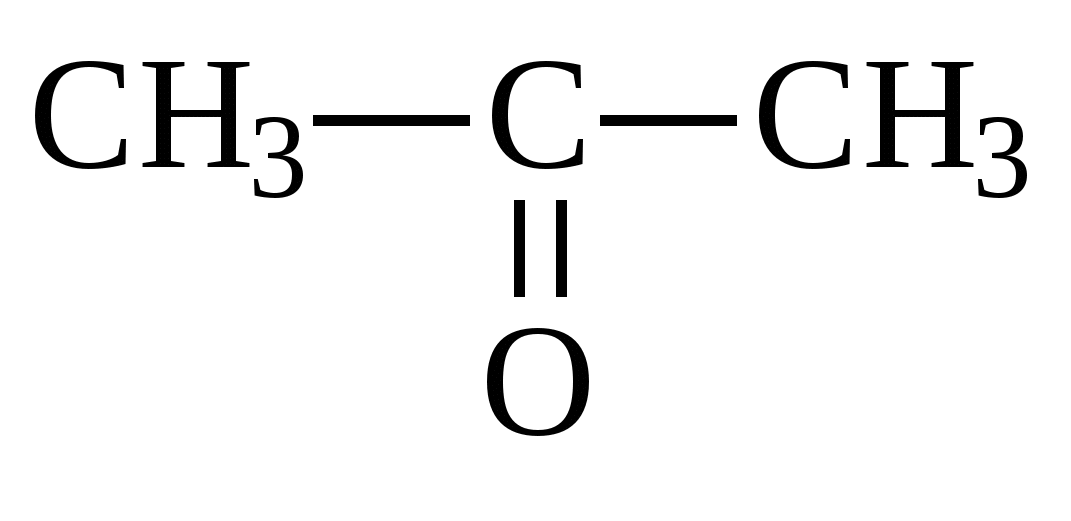 CH₃ — C — CH₃
||
O